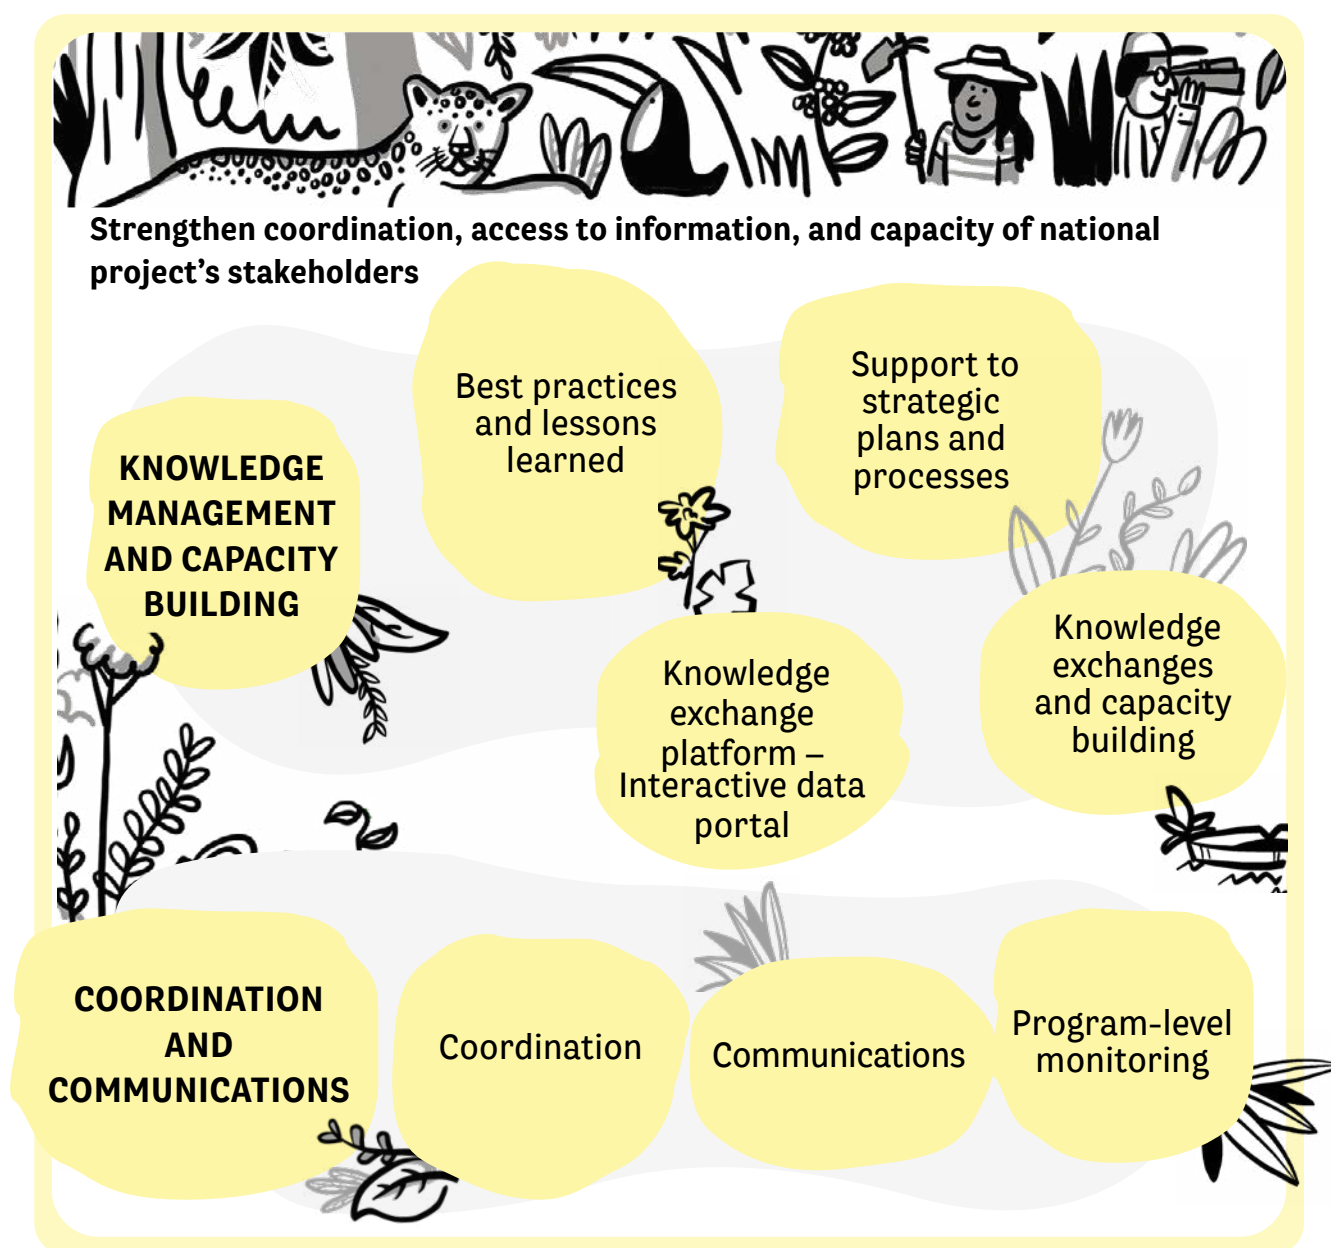 Strengthen coordination, access to information, and capacity of national
project’s stakeholders
KNOWLEDGE
MANAGEMENT
AND CAPACITY
BUILDING
Best practices
and lessons
learned
Support to
strategic
plans and
processes
Knowledge
exchange
platform –
Interactive data
portal
Knowledge
exchanges
and capacity
building
COORDINATION
AND
COMMUNICATIONS
Coordination
Communications
Program-level
monitoring